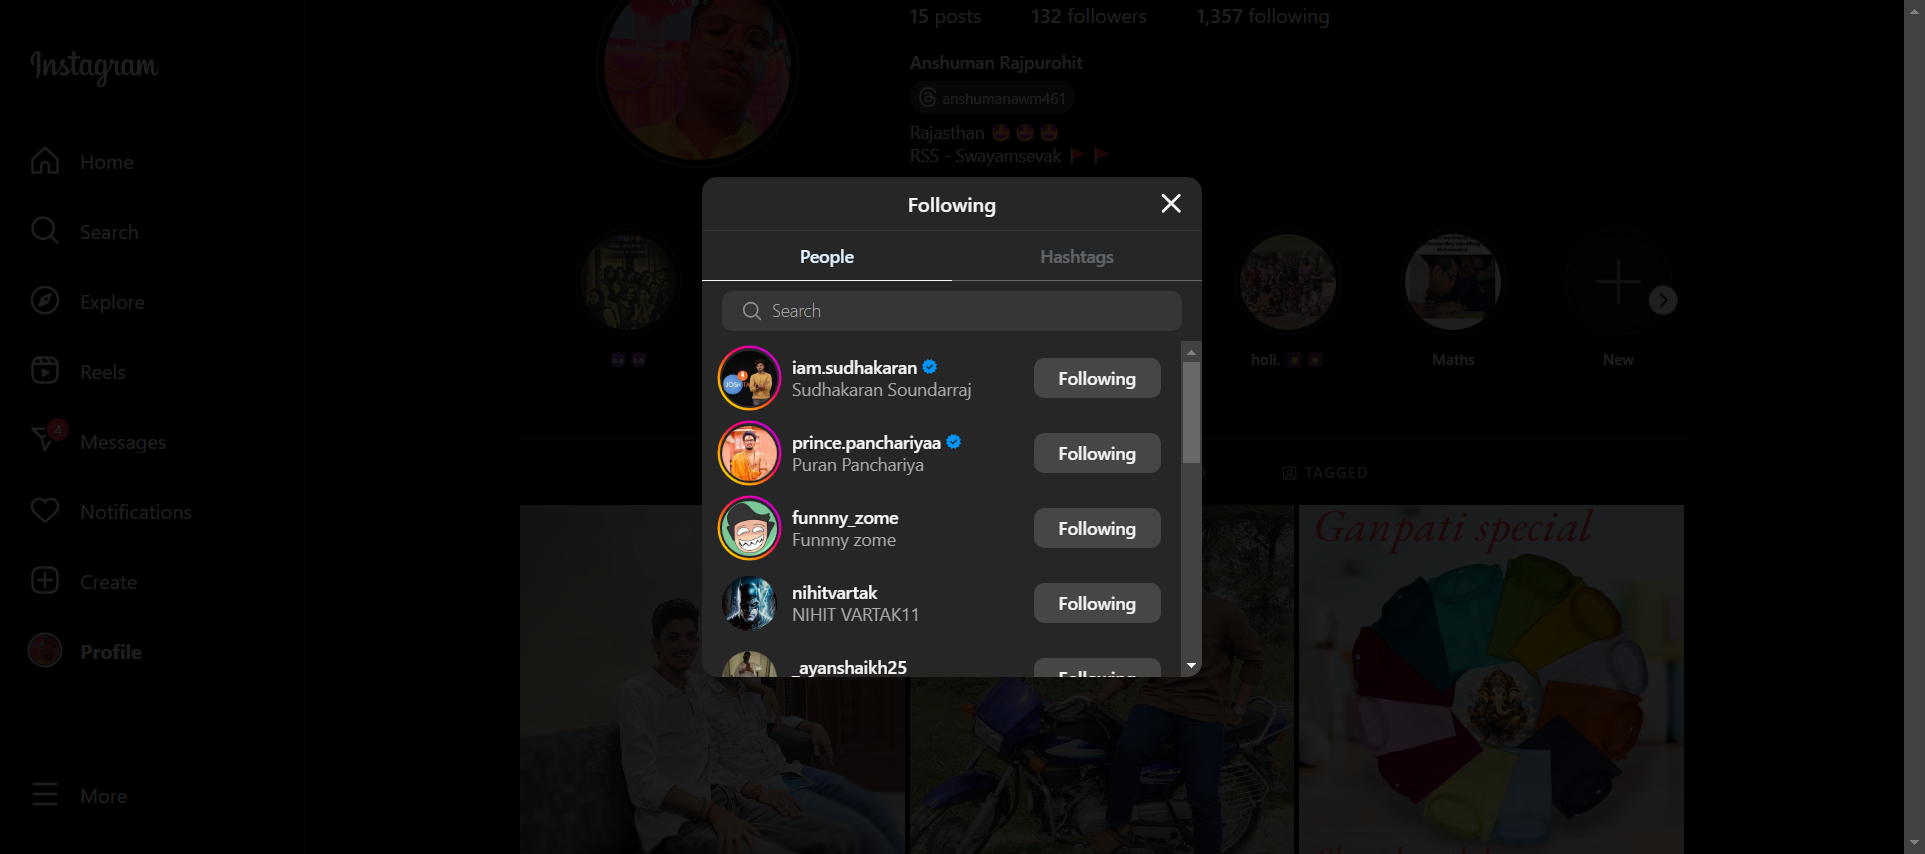 15 posts 132 followers 1,357 following
Instagram
Anshuman Rajpurohit
anshumanawm461
Rajasthan 🤩🤩🤩
RSS - Swayamsevak 🚩🚩
Home
Search
Explore
Reels
4
Messages
Notifications
Create
Profile
More
Following
People Hashtags
Search
iam.sudhakaran
Sudhakaran Soundarraj
Following
prince.panchariyaa
Puran Panchariya
Following
funnny_zome
Funnny zome
Following
nihitvartak
NIHIT VARTAK11
Following
_ayanshaikh25
Following
holi.
Maths
New
TAGGED
Ganpati special